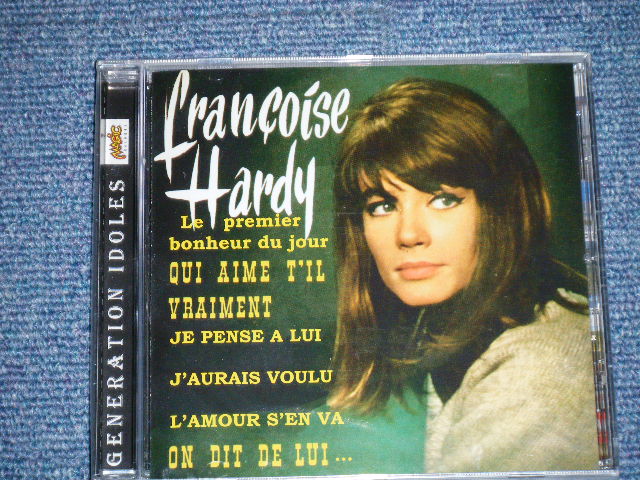 Françoise
Hardy
Le premier
bonheur du jour
QUI AIME T'IL
VRAIMENT
JE PENSE A LUI
J'AURAIS VOULU
L'AMOUR S'EN VA
ON DIT DE LUI...
GENERATION IDOLES
MAGIC